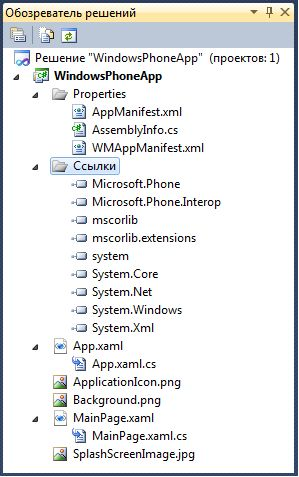 Обозреватель решений
Решение "WindowsPhoneApp" (проектов: 1)
WindowsPhoneApp
Properties
AppManifest.xml
AssemblyInfo.cs
WMAppManifest.xml
Ссылки
Microsoft.Phone
Microsoft.Phone.Interop
mscorlib
mscorlib.extensions
system
System.Core
System.Net
System.Windows
System.Xml
App.xaml
App.xaml.cs
ApplicationIcon.png
Background.png
MainPage.xaml
MainPage.xaml.cs
SplashScreenImage.jpg